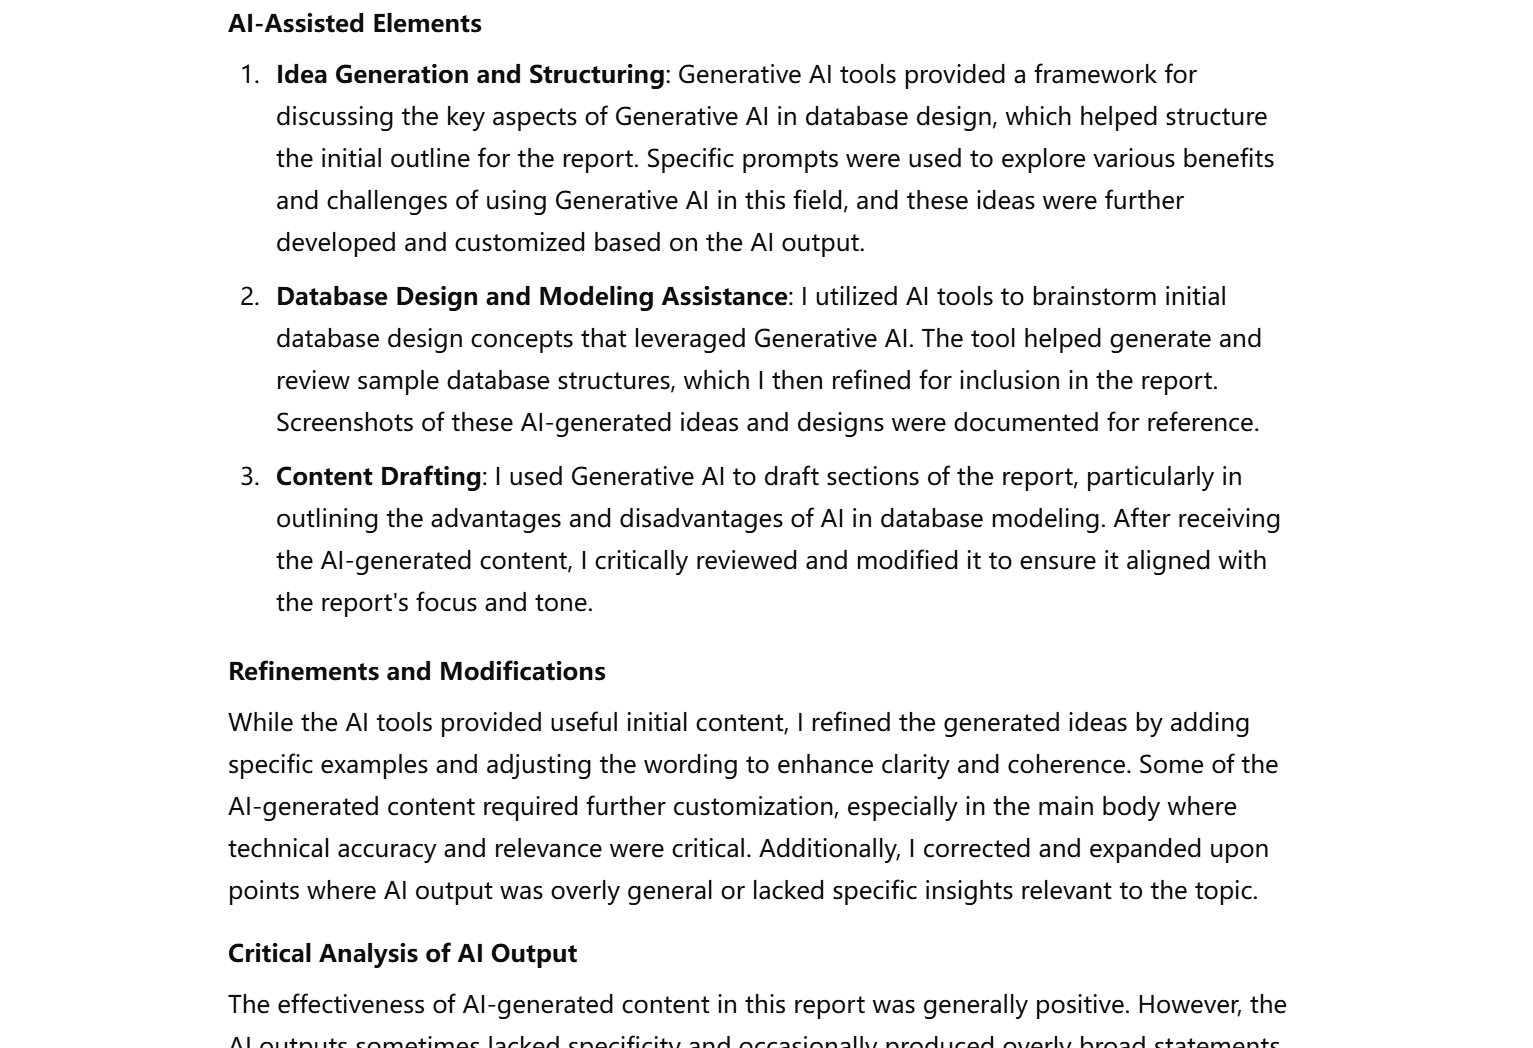 AI-Assisted Elements
1. Idea Generation and Structuring: Generative AI tools provided a framework for
discussing the key aspects of Generative AI in database design, which helped structure
the initial outline for the report. Specific prompts were used to explore various benefits
and challenges of using Generative AI in this field, and these ideas were further
developed and customized based on the AI output.
2. Database Design and Modeling Assistance: I utilized AI tools to brainstorm initial
database design concepts that leveraged Generative AI. The tool helped generate and
review sample database structures, which I then refined for inclusion in the report.
Screenshots of these AI-generated ideas and designs were documented for reference.
3. Content Drafting: I used Generative AI to draft sections of the report, particularly in
outlining the advantages and disadvantages of AI in database modeling. After receiving
the AI-generated content, I critically reviewed and modified it to ensure it aligned with
the report's focus and tone.
Refinements and Modifications
While the AI tools provided useful initial content, I refined the generated ideas by adding
specific examples and adjusting the wording to enhance clarity and coherence. Some of the
AI-generated content required further customization, especially in the main body where
technical accuracy and relevance were critical. Additionally, I corrected and expanded upon
points where AI output was overly general or lacked specific insights relevant to the topic.
Critical Analysis of AI Output
The effectiveness of AI-generated content in this report was generally positive. However, the
AI outputs sometimes lacked specificity and occasionally produced overly broad statements